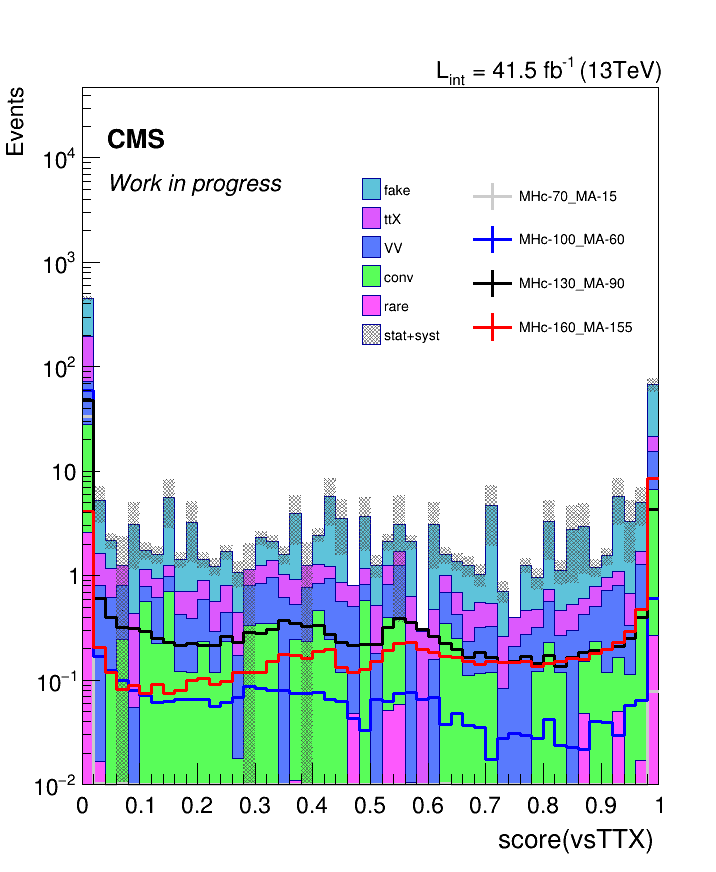 L_int = 41.5 fb^-1 (13TeV)
Events
CMS
Work in progress
fake
ttX
VV
conv
rare
stat+syst
MHc-70_MA-15
MHc-100_MA-60
MHc-130_MA-90
MHc-160_MA-155
10^4
10^3
10^2
10
1
10^-1
10^-2
0 0.1 0.2 0.3 0.4 0.5 0.6 0.7 0.8 0.9 1
score(vsTTX)